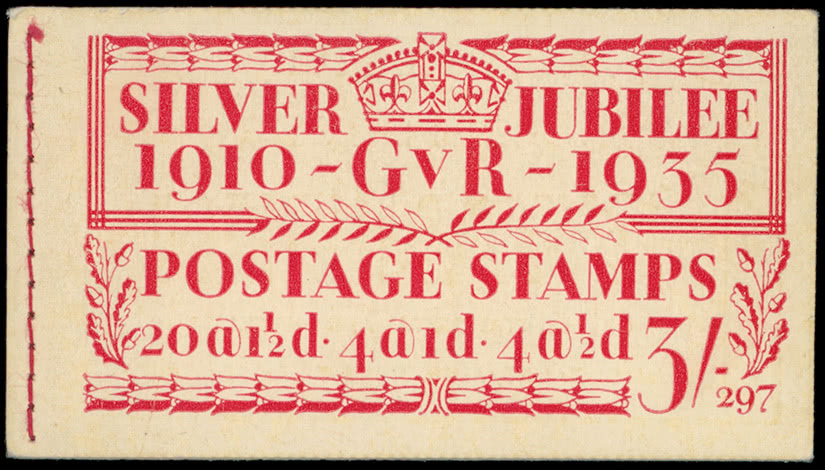 SILVER JUBILEE
1910 - GvR - 1935
POSTAGE STAMPS
20@1½d · 4@1d · 4@½d 3/-
297